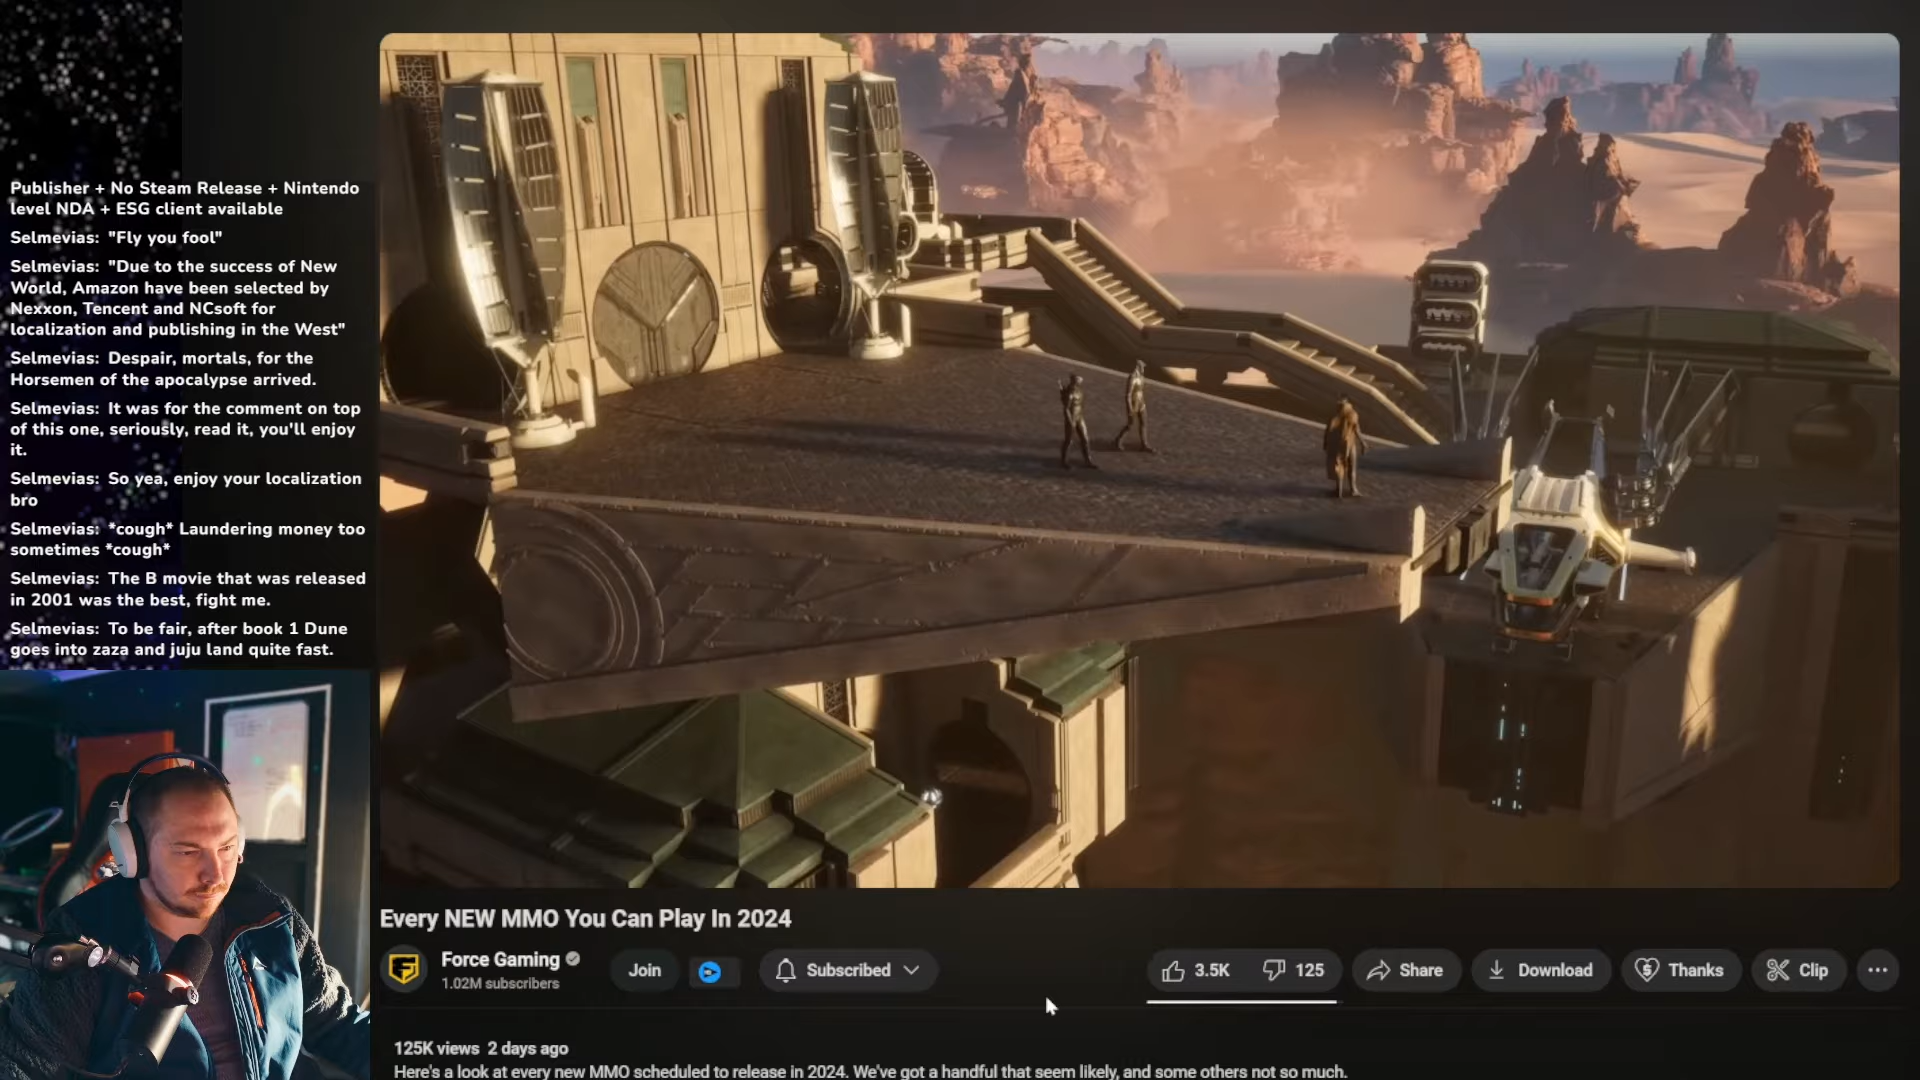 Publisher + No Steam Release + Nintendo
level NDA + ESG client available
Selmevias: "Fly you fool"
Selmevias: "Due to the success of New
World, Amazon have been selected by
Nexxon, Tencent and NCsoft for
localization and publishing in the West"
Selmevias: Despair, mortals, for the
Horsemen of the apocalypse arrived.
Selmevias: It was for the comment on top
of this one, seriously, read it, you'll enjoy
it.
Selmevias: So yea, enjoy your localization
bro
Selmevias: *cough* Laundering money too
sometimes *cough*
Selmevias: The B movie that was released
in 2001 was the best, fight me.
Selmevias: To be fair, after book 1 Dune
goes into zaza and juju land quite fast.
Every NEW MMO You Can Play In 2024
Force Gaming
1.02M subscribers
Join
Subscribed
3.5K
125
Share
Download
Thanks
Clip
125K views 2 days ago
Here's a look at every new MMO scheduled to release in 2024. We've got a handful that seem likely, and some others not so much.